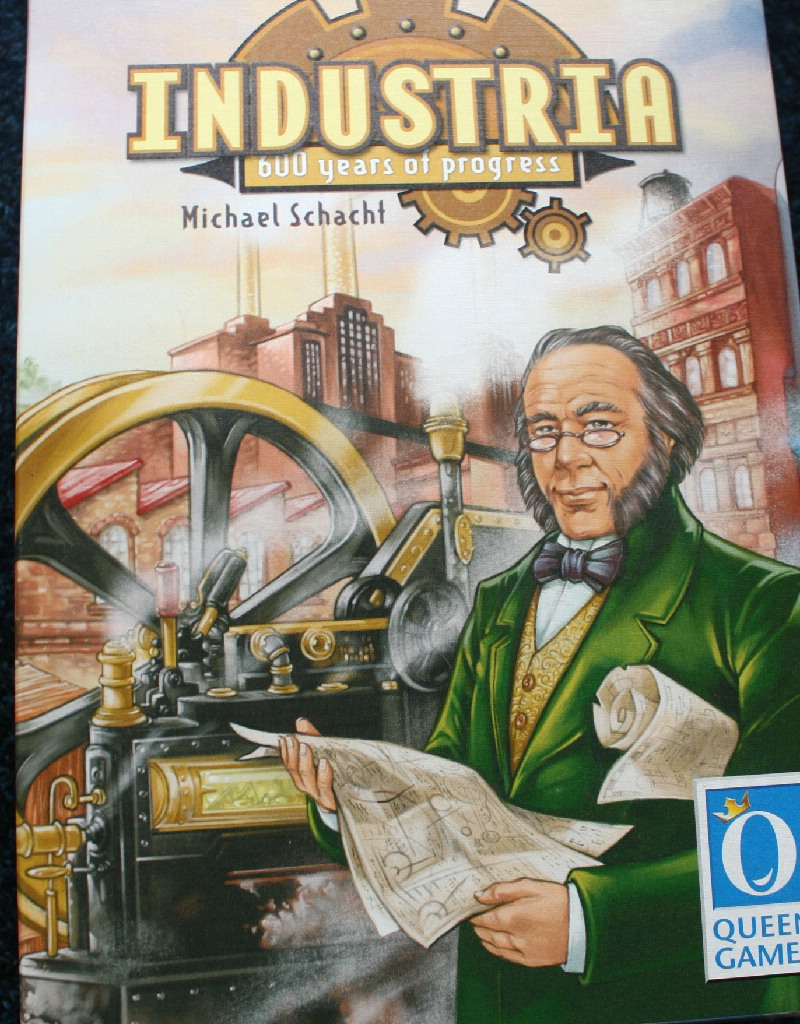 INDUSTRIA
600 years of progress
Michael Schacht
QUEEN
GAME